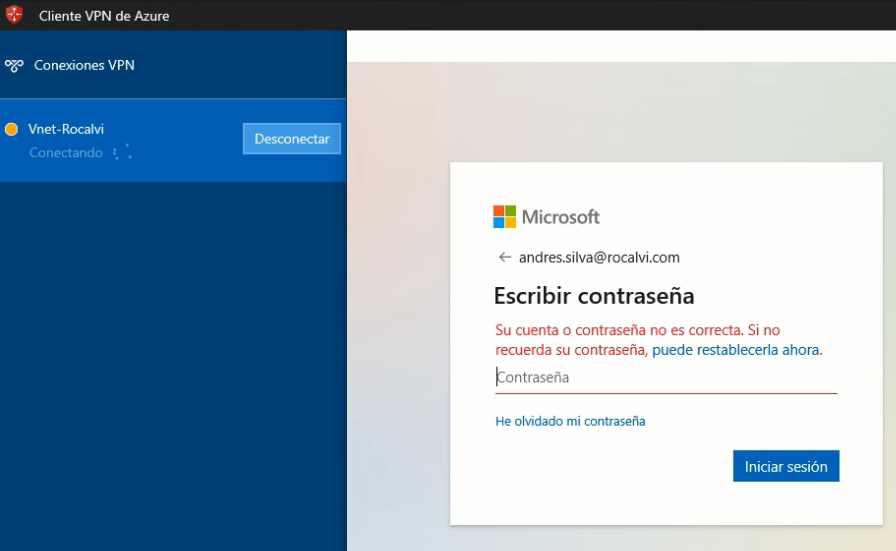 Cliente VPN de Azure
Conexiones VPN
Vnet-Rocalvi
Conectando
Desconectar
Microsoft
andres.silva@rocalvi.com
Escribir contraseña
Su cuenta o contraseña no es correcta. Si no
recuerda su contraseña, puede restablecerla ahora.
Contraseña
He olvidado mi contraseña
Iniciar sesión